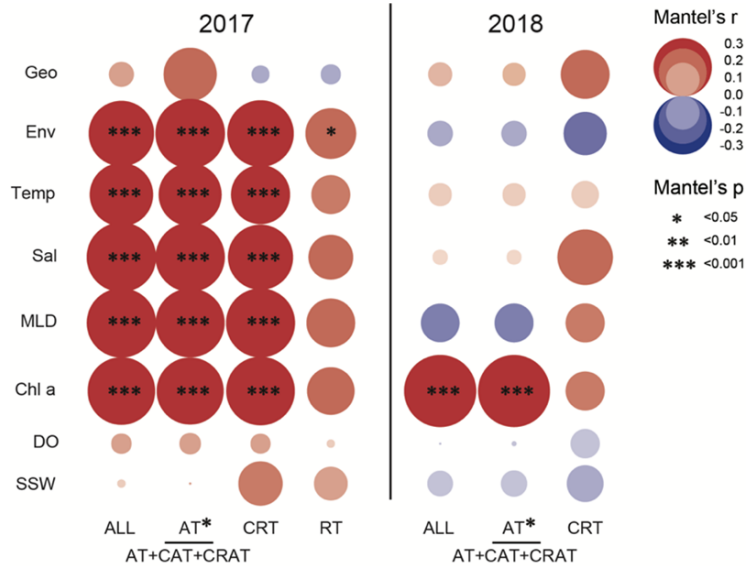 2017 2018
Mantel's r
0.3
0.2
0.1
0.0
-0.1
-0.2
-0.3
Mantel's p
* <0.05
** <0.01
*** <0.001
Geo
Env *** *** *** *
Temp *** *** ***
Sal *** *** ***
MLD *** *** ***
Chl a *** *** *** *** ***
DO
SSW
ALL AT* CRT RT ALL AT* CRT
AT+CAT+CRAT AT+CAT+CRAT